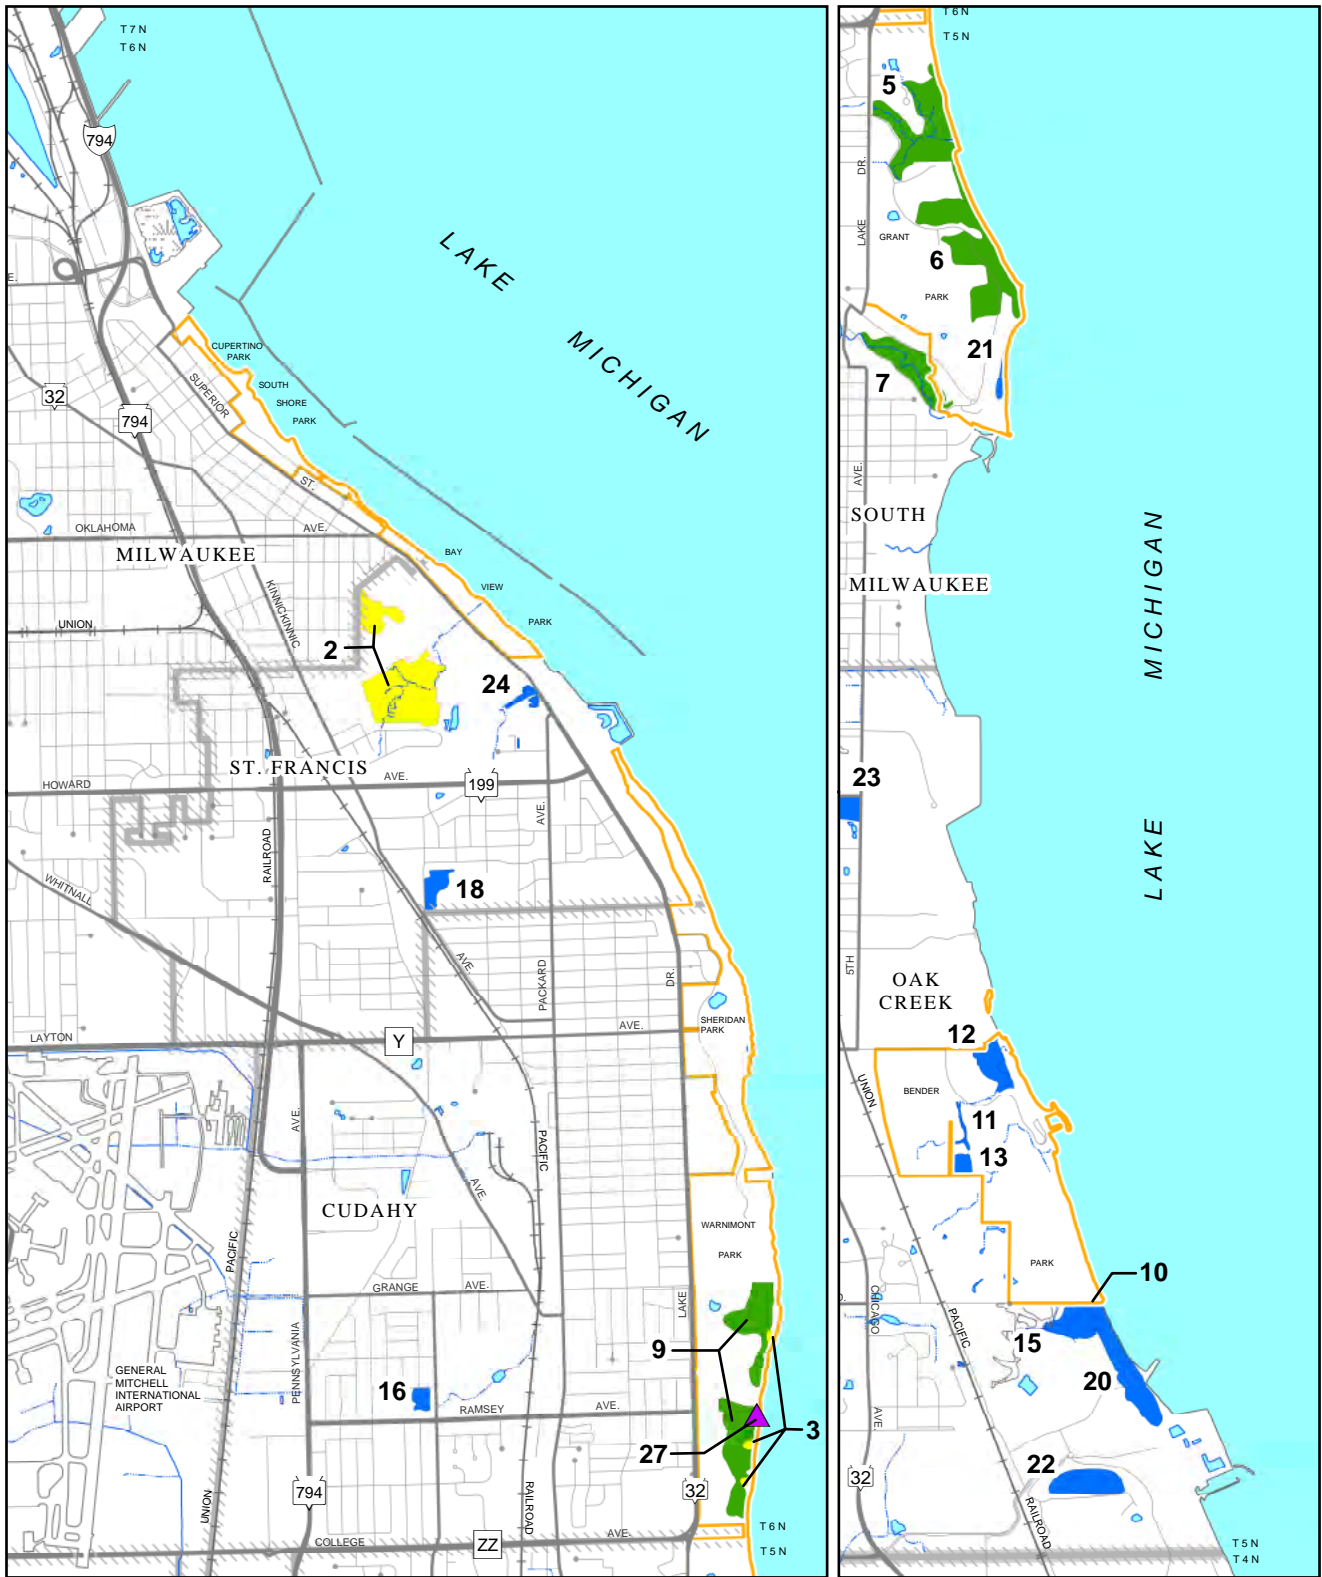 T7N
T6N
794
E.
LAKE
MICHIGAN
CUPERTINO
PARK
SOUTH
SHORE
PARK
SUPERIOR
ST.
32
794
OKLAHOMA AVE.
MILWAUKEE
BAY
VIEW
PARK
KINNICKINNIC
UNION
2
24
ST. FRANCIS
HOWARD AVE.
199
AVE.
RAILROAD
WHITNALL
18
AVE.
PACKARD
DR.
SHERIDAN
PARK
LAYTON AVE.
Y
AVE.
PACIFIC
AVE.
CUDAHY
WARNIMONT
PARK
PACIFIC
GRANGE AVE.
LAKE
PENNSYLVANIA
9
GENERAL
MITCHELL
INTERNATIONAL
AIRPORT
16
RAMSEY AVE.
3
27
794
32
UNION
RAILROAD
COLLEGE AVE.
ZZ
T6N
T5N
T6N
T5N
5
DR.
LAKE
GRANT
6
PARK
21
7
AVE.
SOUTH
MILWAUKEE
MICHIGAN
LAKE
23
5TH
OAK
CREEK
12
UNION
BENDER
11
13
PARK
10
D.
CHICAGO
PACIFIC
15
20
AVE.
32
22
RAILROAD
T5N
T4N